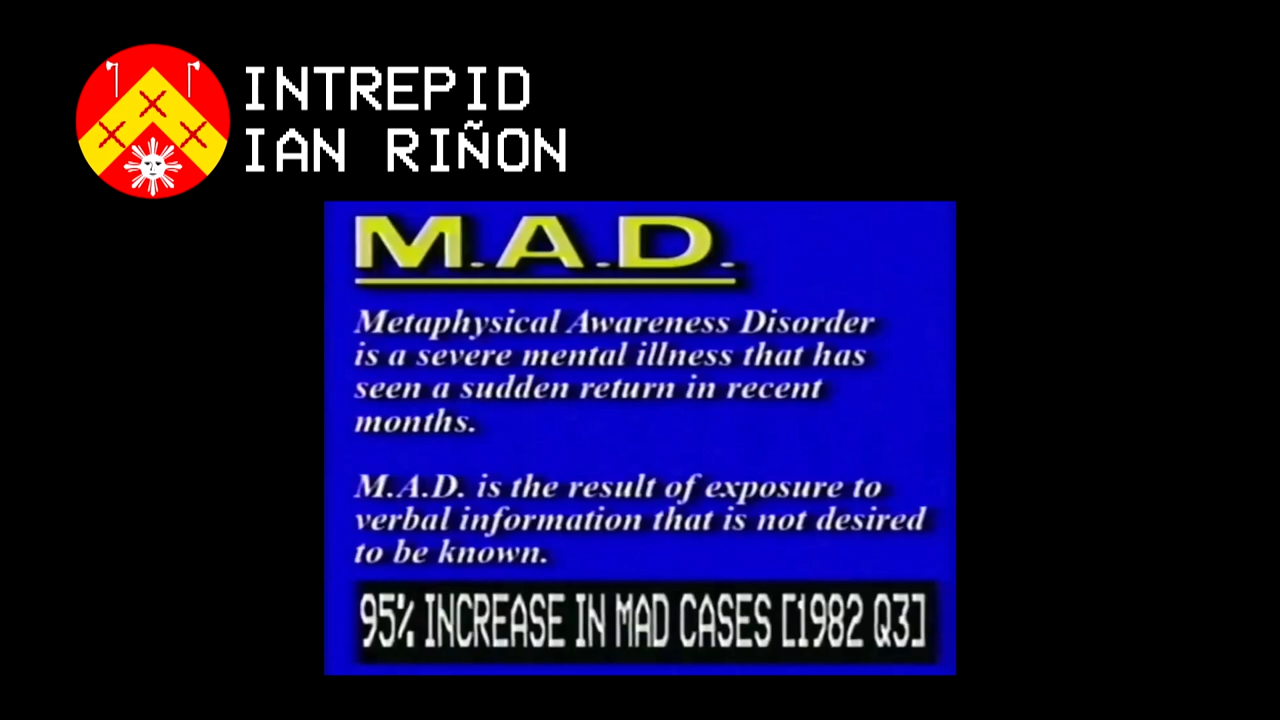 INTREPID
IAN RIÑON
M.A.D.
Metaphysical Awareness Disorder
is a severe mental illness that has
seen a sudden return in recent
months.
M.A.D. is the result of exposure to
verbal information that is not desired
to be known.
95% INCREASE IN MAD CASES [1982 Q3]